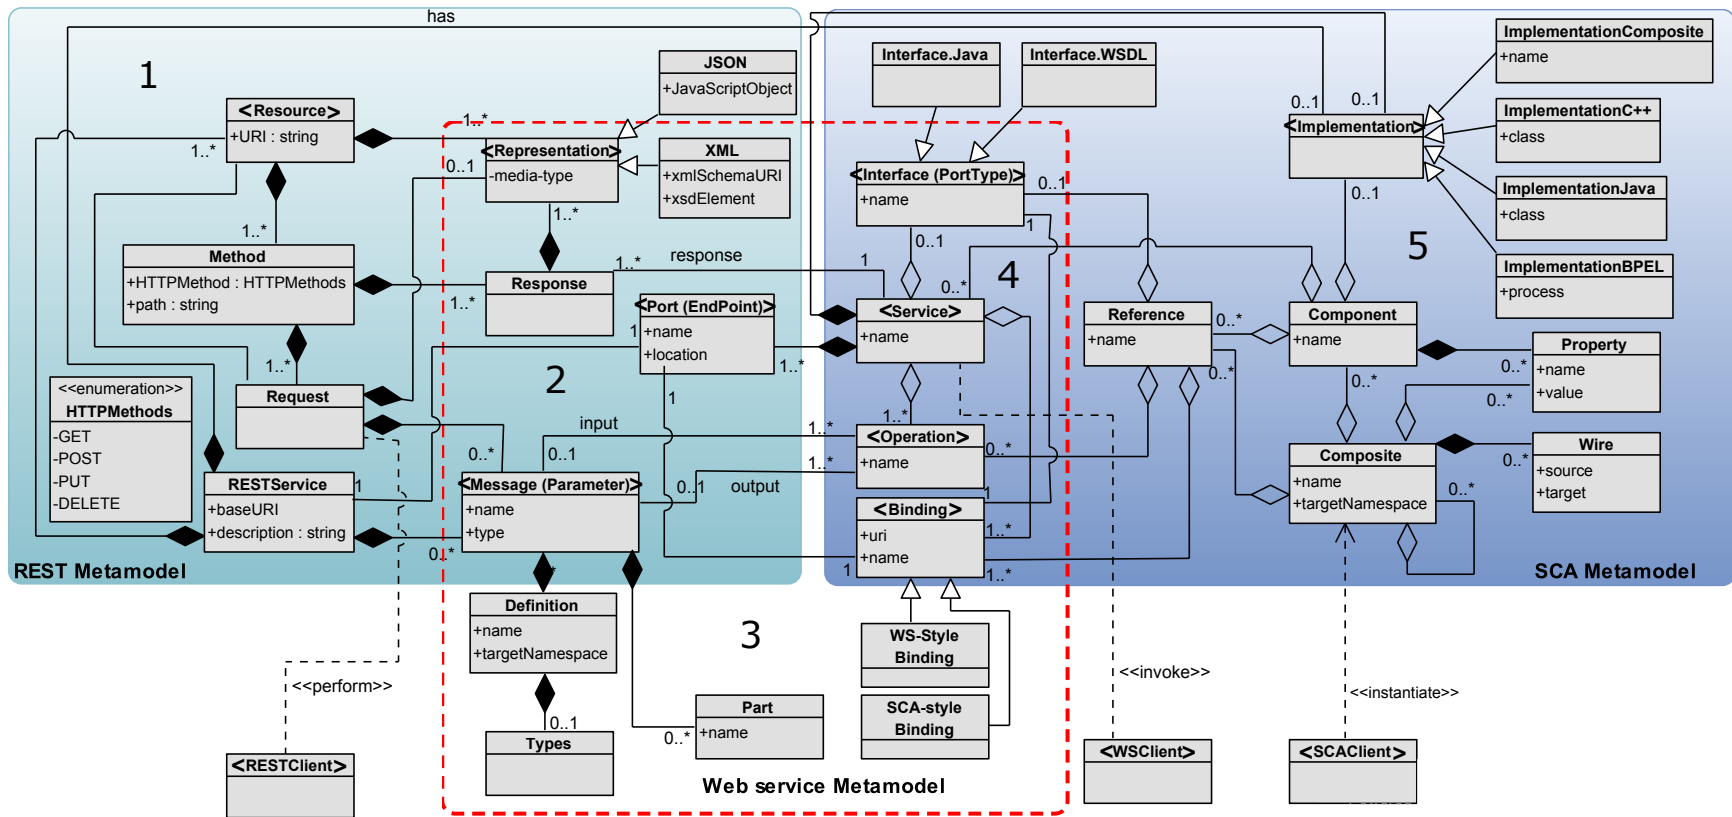 has
1
<Resource>
+URI : string
1..*
1..*
JSON
+JavaScriptObject
<Representation>
-media-type
0..1
XML
+xmlSchemaURI
+xsdElement
1..*
1..*
Method
+HTTPMethod : HTTPMethods
+path : string
1..*
Response
1..*
response
1
<Port (EndPoint)>
+name
+location
1
1..*
1
2
1..*
Request
<<enumeration>>
HTTPMethods
-GET
-POST
-PUT
-DELETE
RESTService
+baseURI
+description : string
1
0..*
0..*
input
0..1
1..*
<Message (Parameter)>
+name
+type
0..1
output
1..*
REST Metamodel
*
Definition
+name
+targetNamespace
3
0..1
Types
0..*
Part
+name
Web service Metamodel
<<perform>>
<RESTClient>
Interface.Java
Interface.WSDL
<Interface (PortType)>
+name
0..1
1
0..1
4
0..*
<Service>
+name
1..*
<Operation>
+name
0..*
1
<Binding>
+uri
+name
1..*
1..*
1
WS-Style
Binding
SCA-style
Binding
<<invoke>>
<WSClient>
0..1
0..1
<Implementation>
0..1
ImplementationComposite
+name
ImplementationC++
+class
ImplementationJava
+class
ImplementationBPEL
+process
5
Reference
+name
0..*
0..*
Component
+name
0..*
Property
+name
+value
0..*
0..*
Composite
+name
+targetNamespace
0..*
Wire
+source
+target
0..*
SCA Metamodel
<<instantiate>>
<SCAClient>